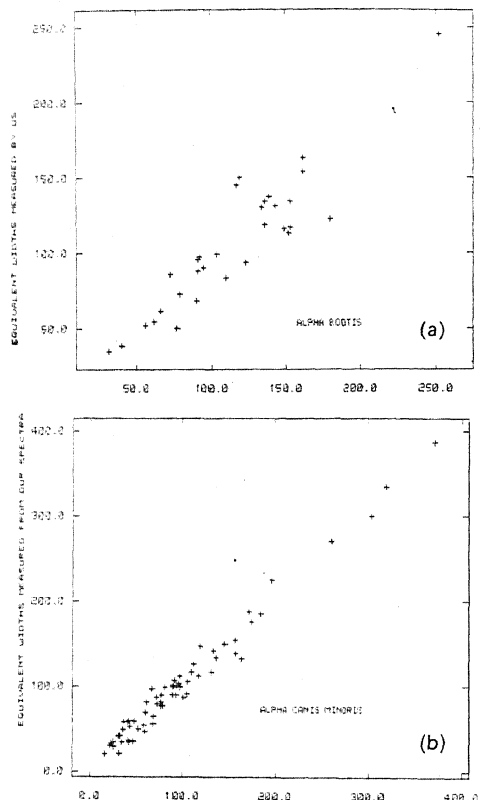 250.0
200.0
150.0
100.0
50.0
EQUIVALENT WIDTHS MEASURED BY US
ALPHA BOOTIS
(a)
50.0 100.0 150.0 200.0 250.0
400.0
300.0
200.0
100.0
0.0
EQUIVALENT WIDTHS MEASURED FROM OUR SPECTRA
ALPHA CANIS MINORIS
(b)
0.0 100.0 200.0 300.0 400.0